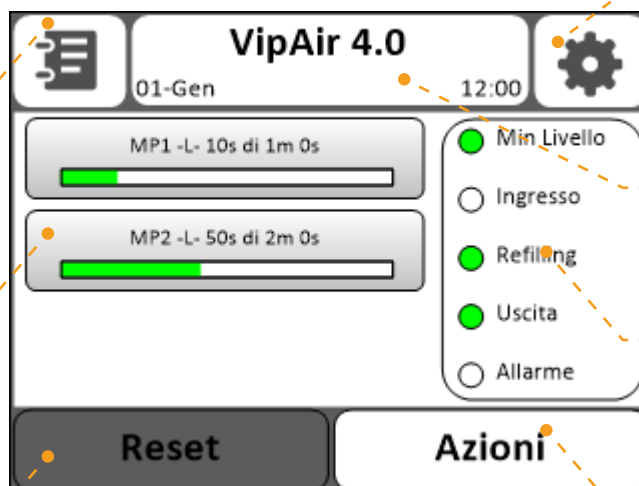 VipAir 4.0
01-Gen 12:00
MP1 -L- 10s di 1m 0s
MP2 -L- 50s di 2m 0s
Min Livello
Ingresso
Refilling
Uscita
Allarme
Reset
Azioni